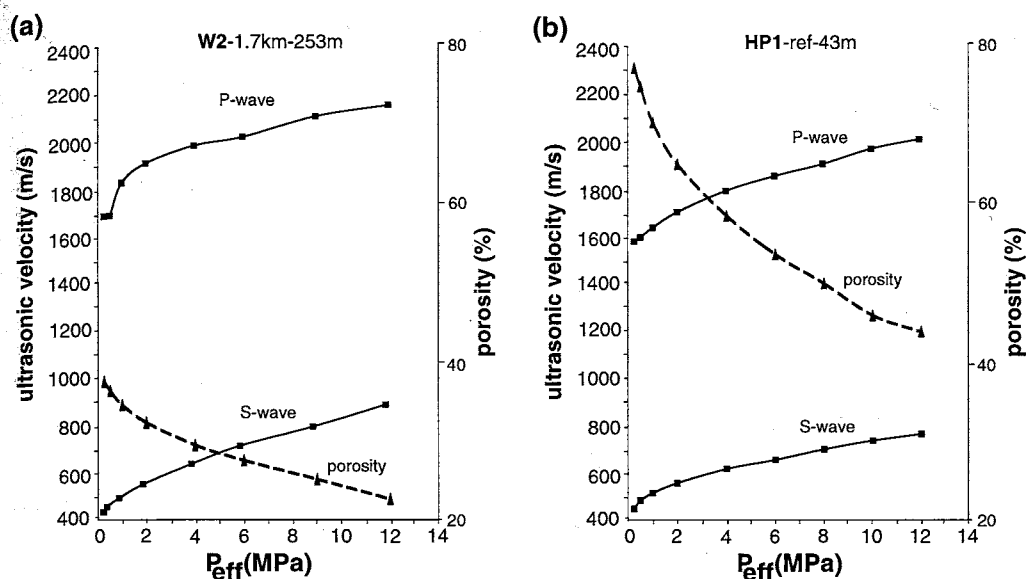 (a)
W2-1.7km-253m
ultrasonic velocity (m/s)
2400
2200
2000
1800
1600
1400
1200
1000
800
600
400
P-wave
S-wave
porosity
80
60
40
20
porosity (%)
0 2 4 6 8 10 12 14
Peff(MPa)
(b)
HP1-ref-43m
ultrasonic velocity (m/s)
2400
2200
2000
1800
1600
1400
1200
1000
800
600
400
P-wave
porosity
S-wave
80
60
40
20
porosity (%)
0 2 4 6 8 10 12 14
Peff(MPa)